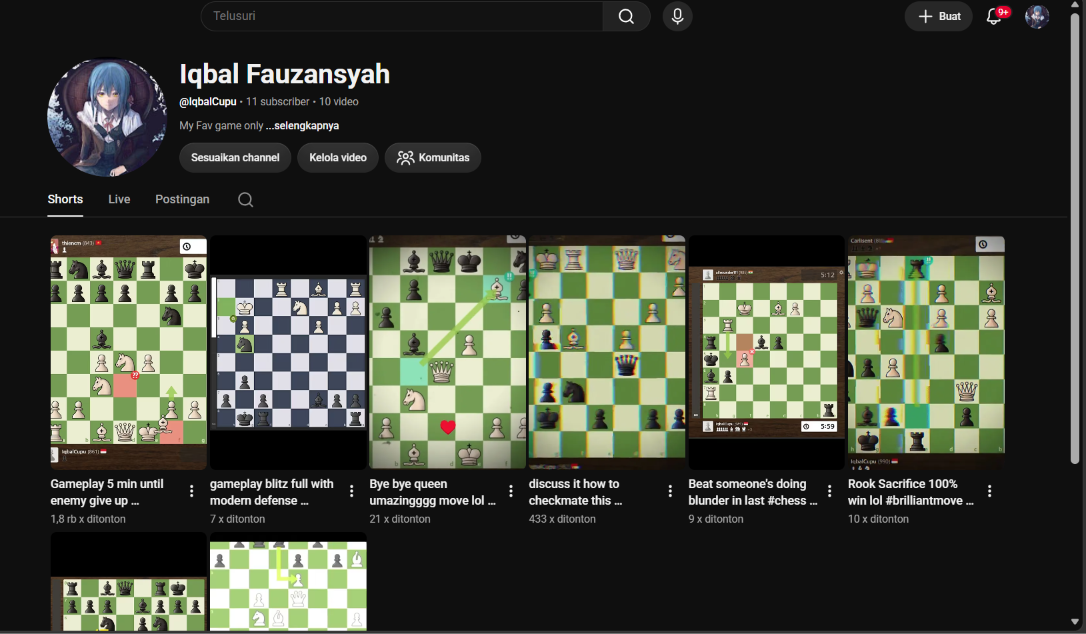 Telusuri
Buat
9+
Iqbal Fauzansyah
@IqbalCupu • 11 subscriber • 10 video
My Fav game only ...selengkapnya
Sesuaikan channel
Kelola video
Komunitas
Shorts
Live
Postingan
5:12
5:59
Gameplay 5 min until
enemy give up ...
1,8 rb x ditonton
gameplay blitz full with
modern defense ...
7 x ditonton
Bye bye queen
umazingggg move lol ...
21 x ditonton
discuss it how to
checkmate this ...
433 x ditonton
Beat someone's doing
blunder in last #chess ...
9 x ditonton
Rook Sacrifice 100%
win lol #brilliantmove ...
10 x ditonton